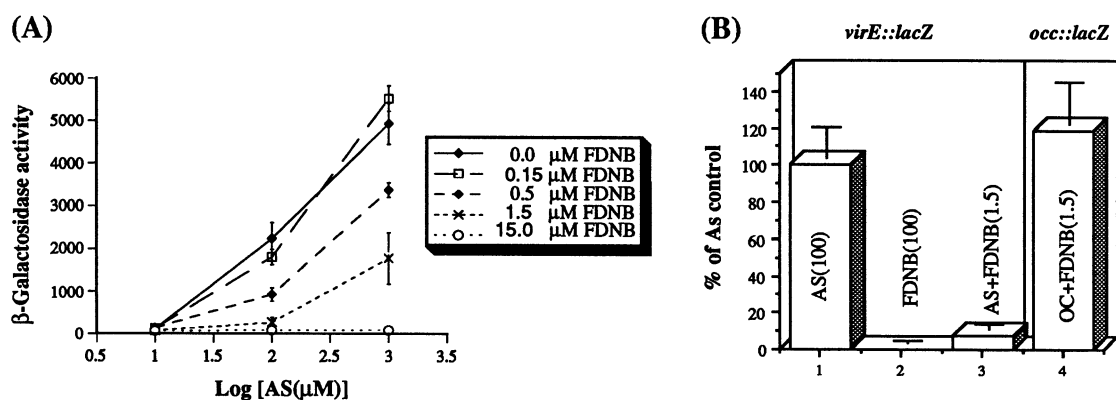 (A)
β-Galactosidase activity
6000
5000
4000
3000
2000
1000
0
0.5 1 1.5 2 2.5 3 3.5
Log [AS(μM)]
0.0 μM FDNB
0.15 μM FDNB
0.5 μM FDNB
1.5 μM FDNB
15.0 μM FDNB
(B)
virE::lacZ occ::lacZ
% of As control
140
120
100
80
60
40
20
0
AS(100)
FDNB(100)
AS+FDNB(1.5)
OC+FDNB(1.5)
1 2 3 4